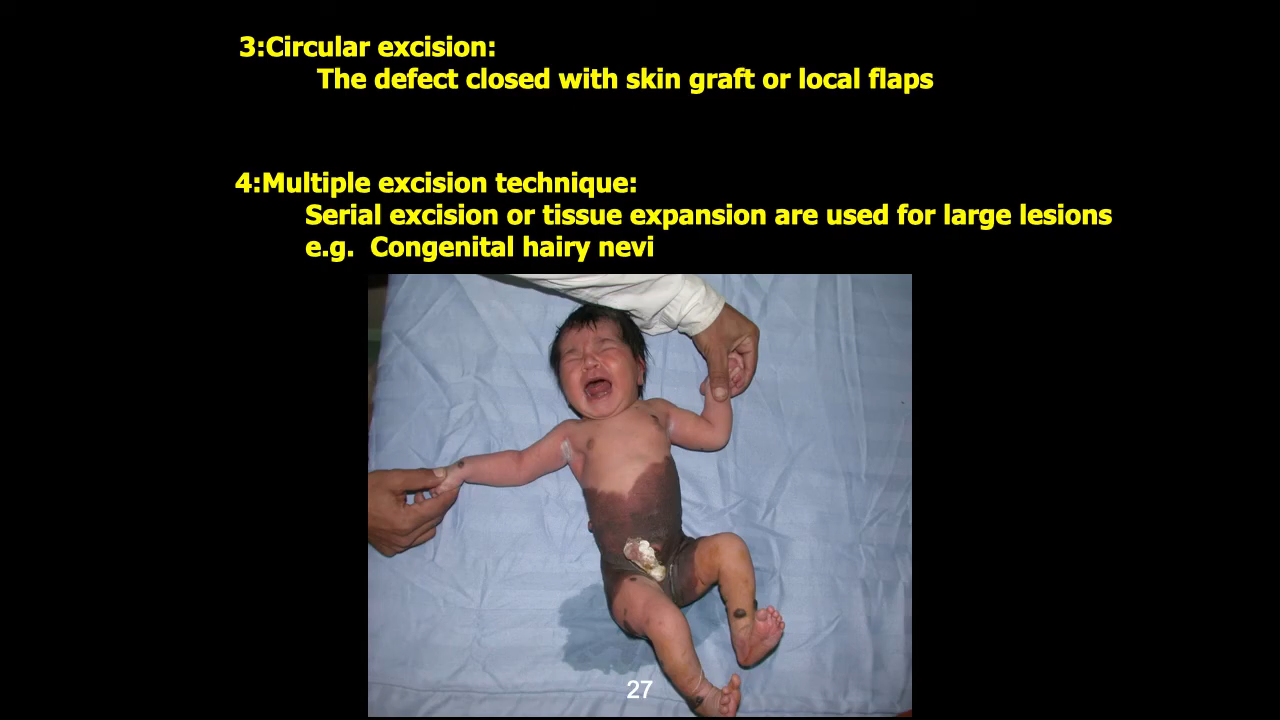 3:Circular excision:
The defect closed with skin graft or local flaps
4:Multiple excision technique:
Serial excision or tissue expansion are used for large lesions
e.g.  Congenital hairy nevi
27